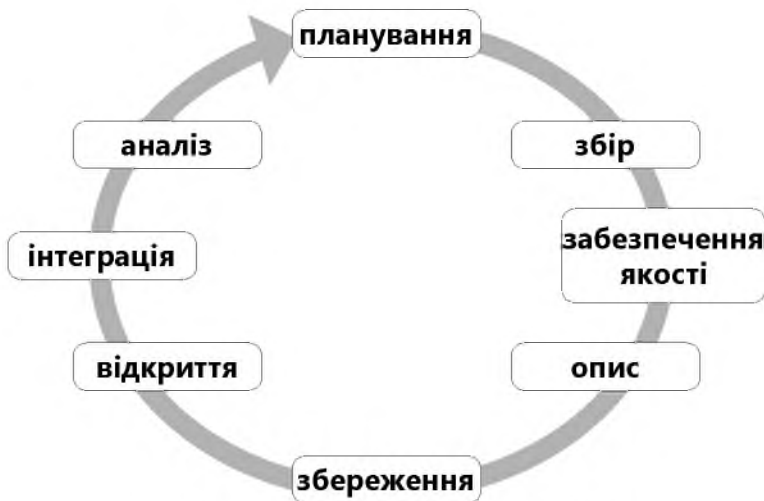 планування
збір
забезпечення
якості
опис
збереження
відкриття
інтеграція
аналіз